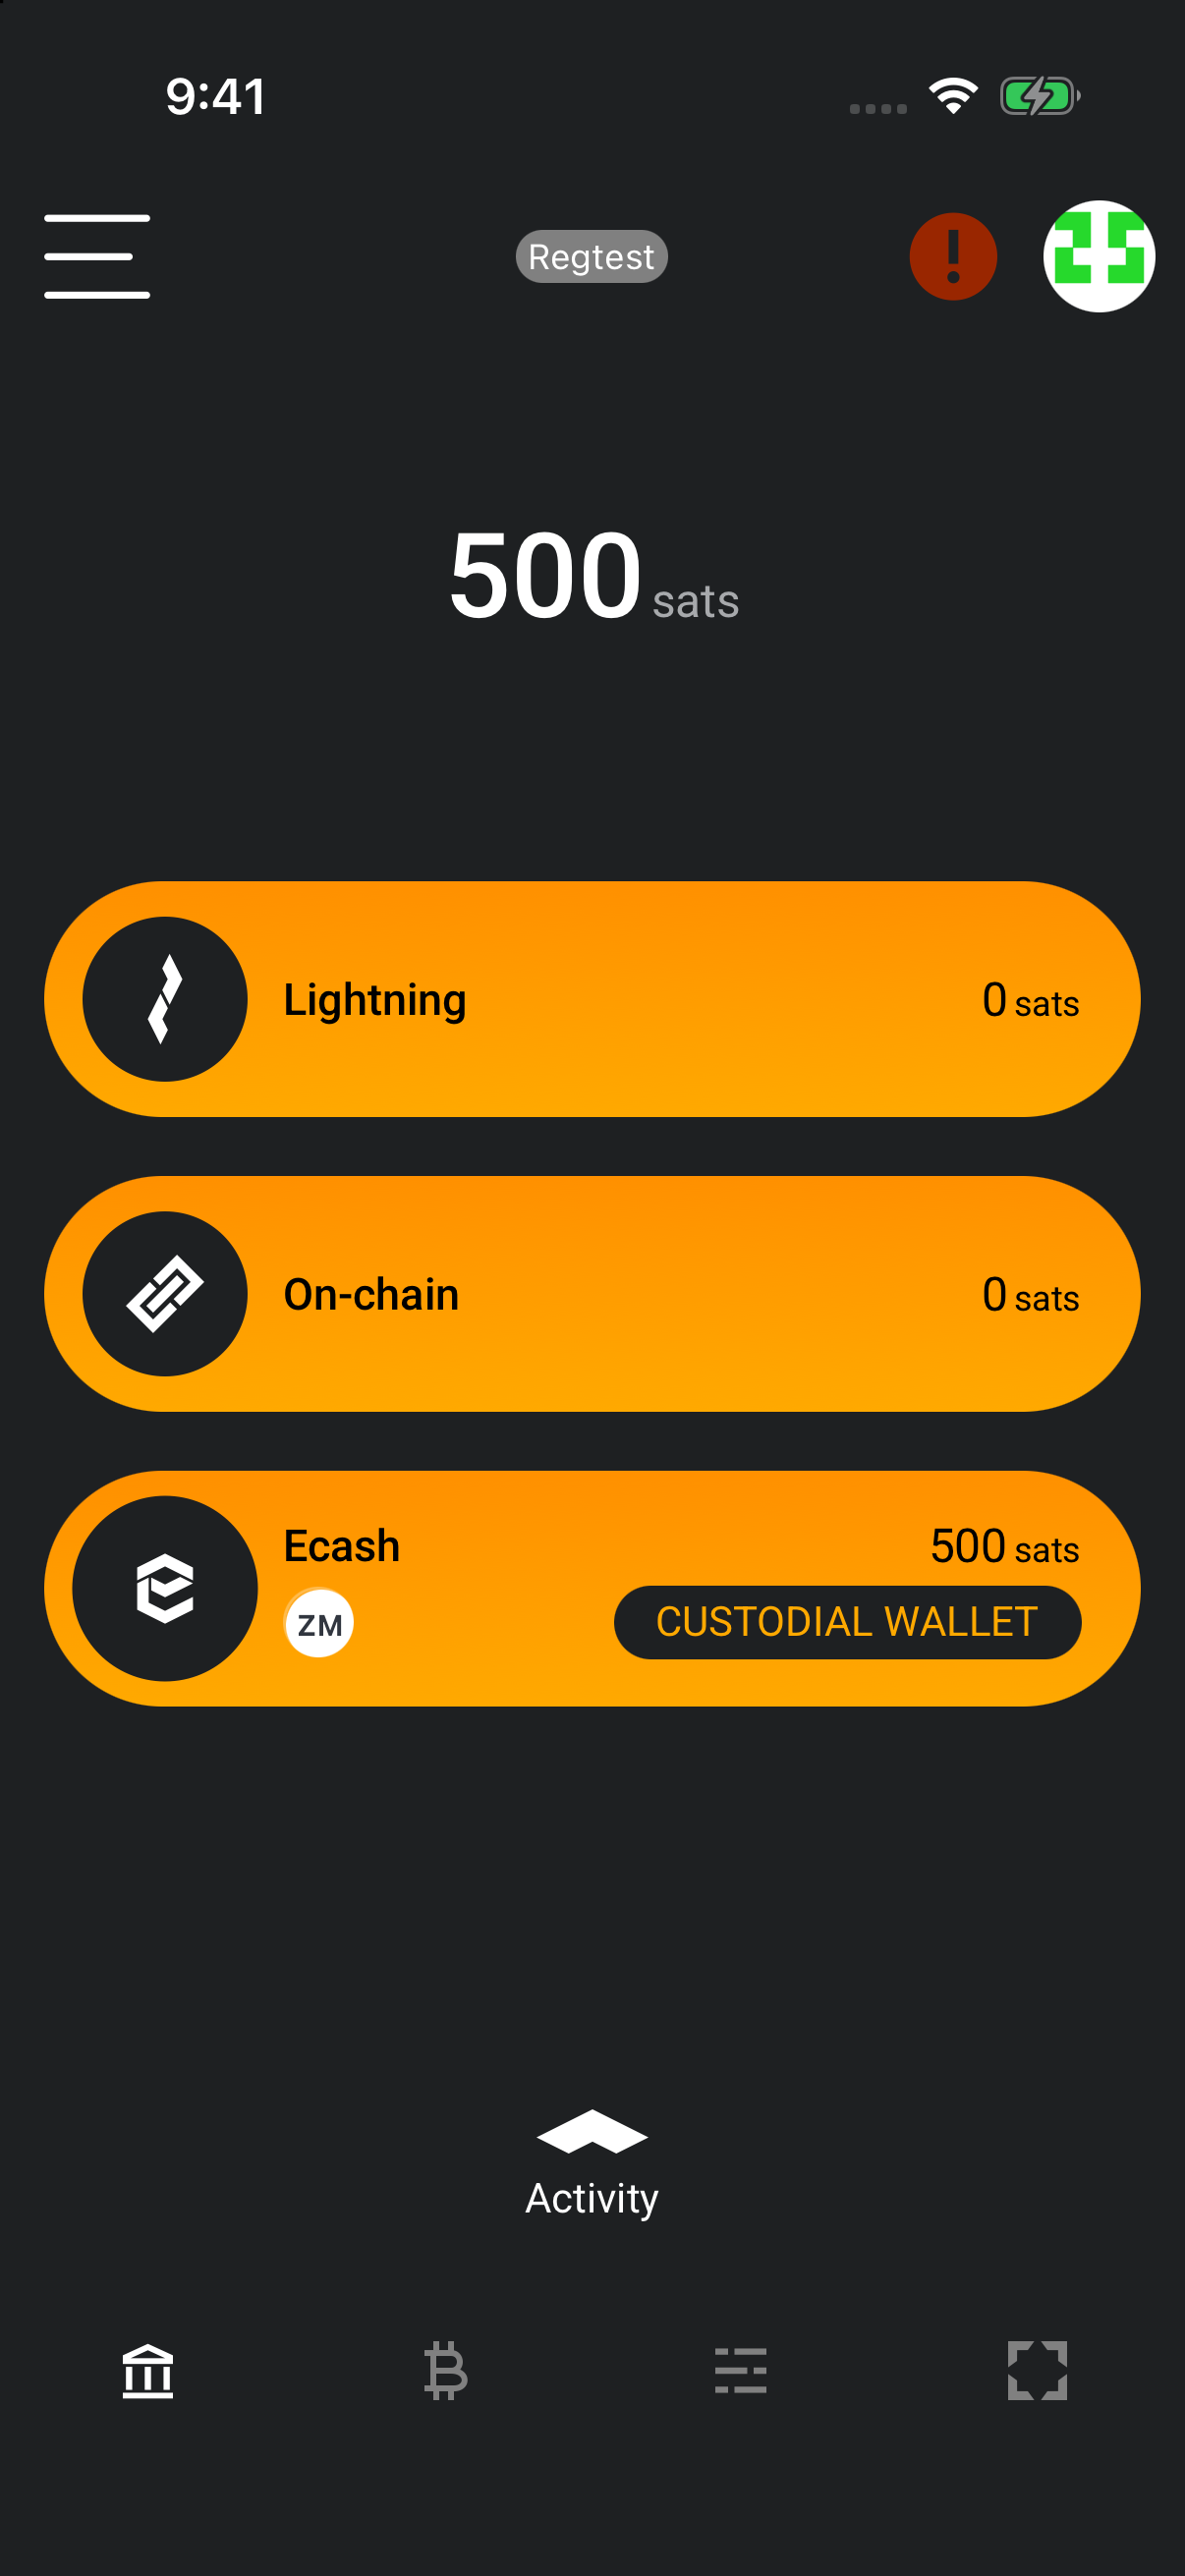 9:41
Regtest
500 sats
Lightning 0 sats
On-chain 0 sats
Ecash 500 sats
ZM CUSTODIAL WALLET
Activity